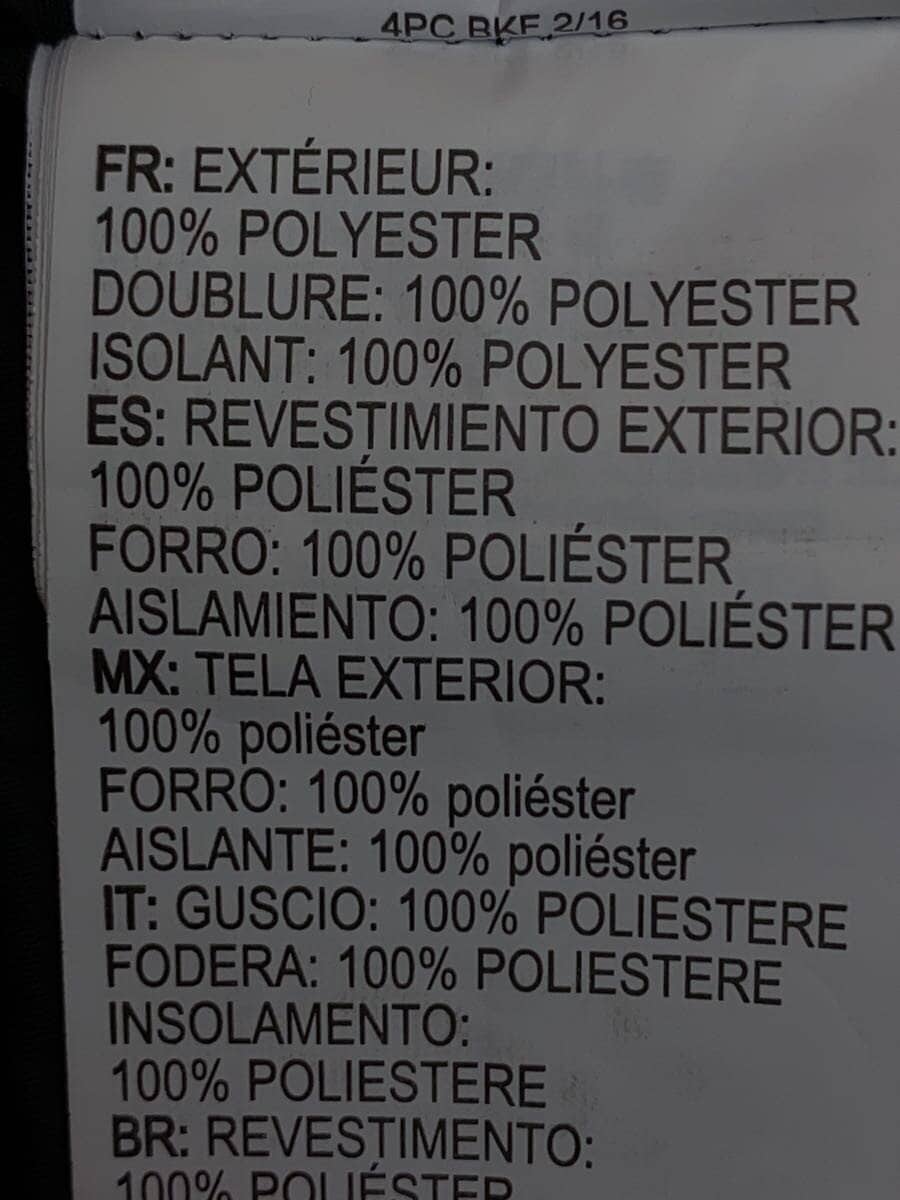 4PC BKF 2/16
FR: EXTÉRIEUR:
100% POLYESTER
DOUBLURE: 100% POLYESTER
ISOLANT: 100% POLYESTER
ES: REVESTIMIENTO EXTERIOR:
100% POLIÉSTER
FORRO: 100% POLIÉSTER
AISLAMIENTO: 100% POLIÉSTER
MX: TELA EXTERIOR:
100% poliéster
FORRO: 100% poliéster
AISLANTE: 100% poliéster
IT: GUSCIO: 100% POLIESTERE
FODERA: 100% POLIESTERE
INSOLAMENTO:
100% POLIESTERE
BR: REVESTIMENTO:
100% POLIÉSTER